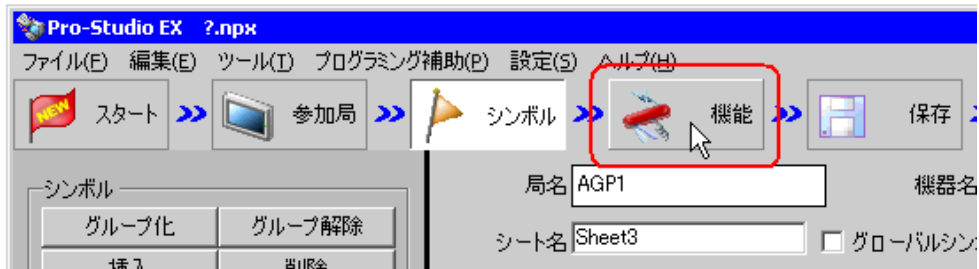 Pro-Studio EX ?.npx
ファイル(F) 編集(E) ツール(T) プログラミング補助(P) 設定(S) ヘルプ(H)
NEW スタート 参加局 シンボル 機能 保存
シンボル 局名 AGP1 機器名
グループ化 グループ解除 シート名 Sheet3 グローバルシン
挿入 削除